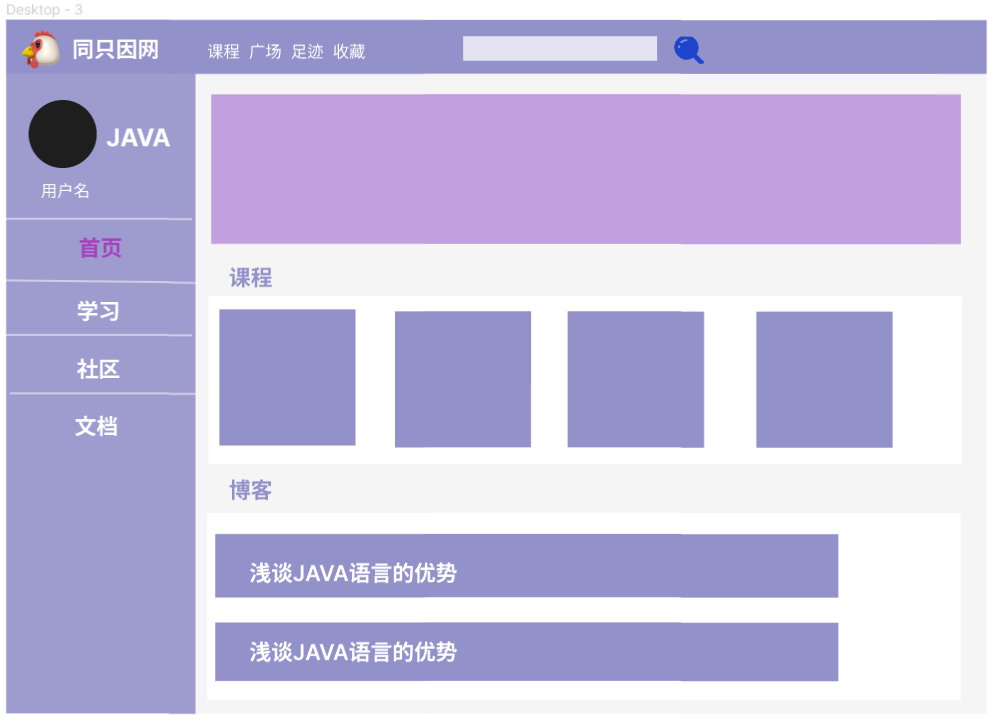 Desktop - 3
同只因网
课程 广场 足迹 收藏
JAVA
用户名
首页
学习
社区
文档
课程
博客
浅谈JAVA语言的优势
浅谈JAVA语言的优势